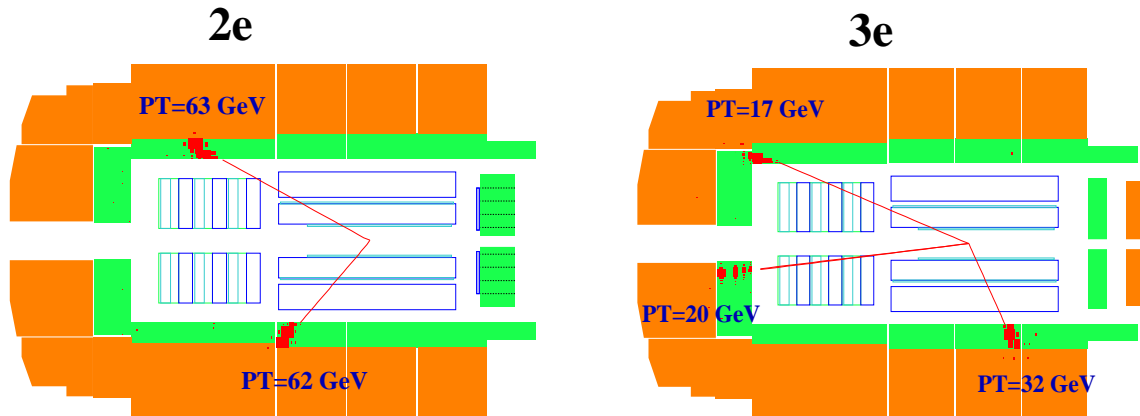 2e
3e
PT=63 GeV
PT=17 GeV
PT=20 GeV
PT=62 GeV
PT=32 GeV